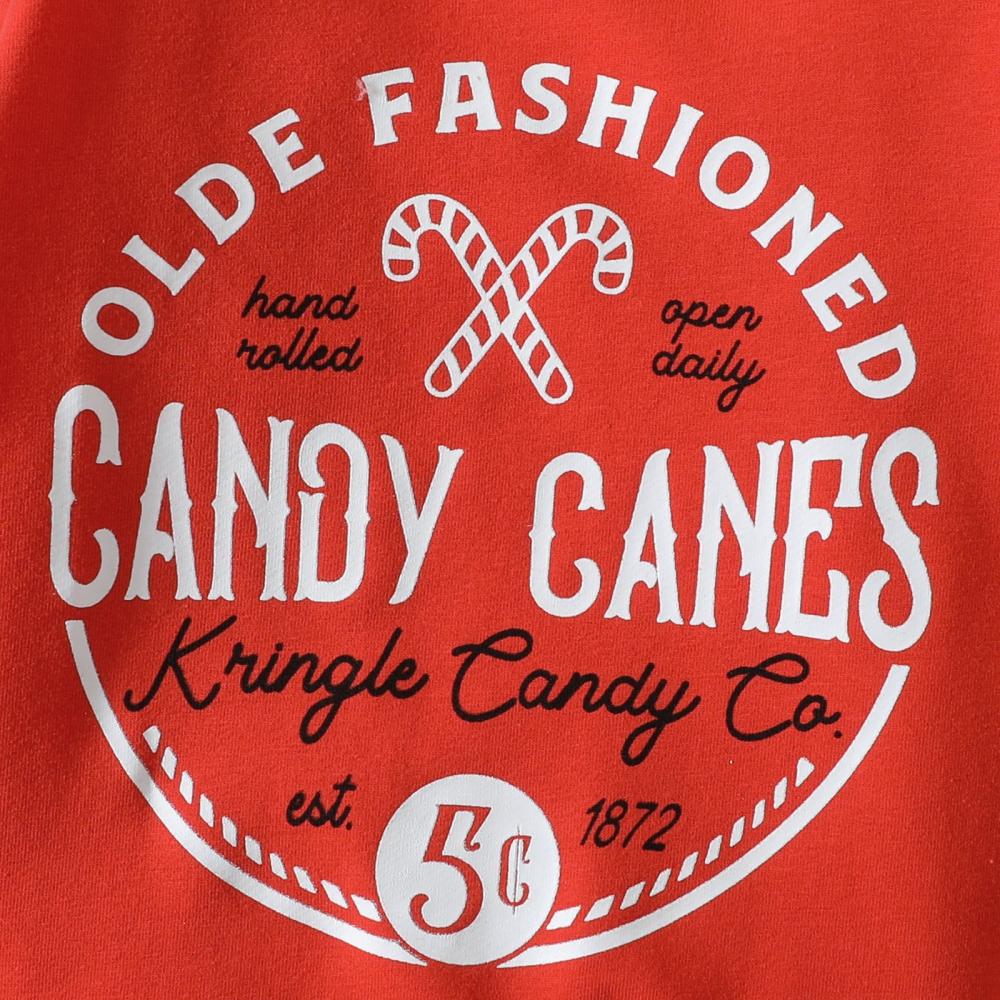 OLDE FASHIONED
hand
rolled
open
daily
CANDY CANES
Kringle Candy Co.
est.
1872
5¢